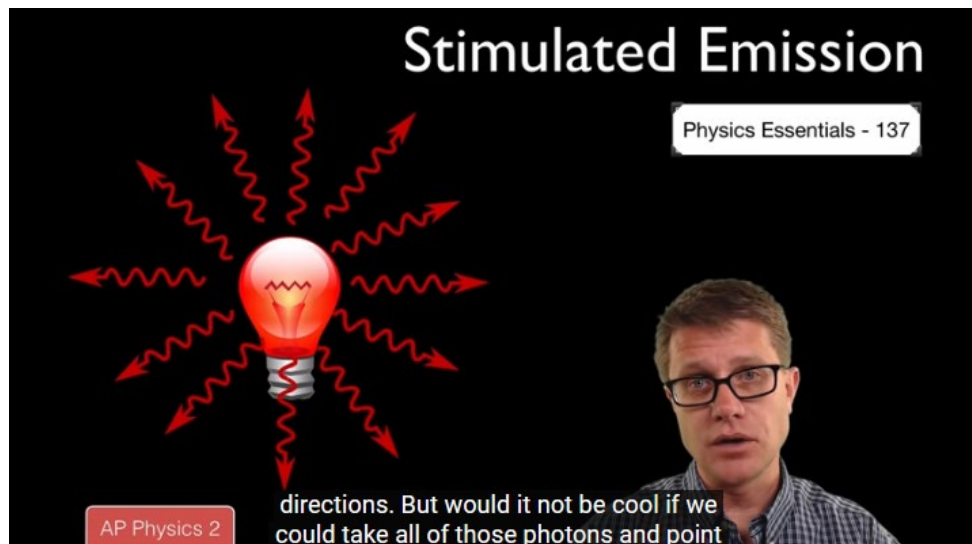 Stimulated Emission
Physics Essentials - 137
AP Physics 2
directions. But would it not be cool if we
could take all of those photons and point